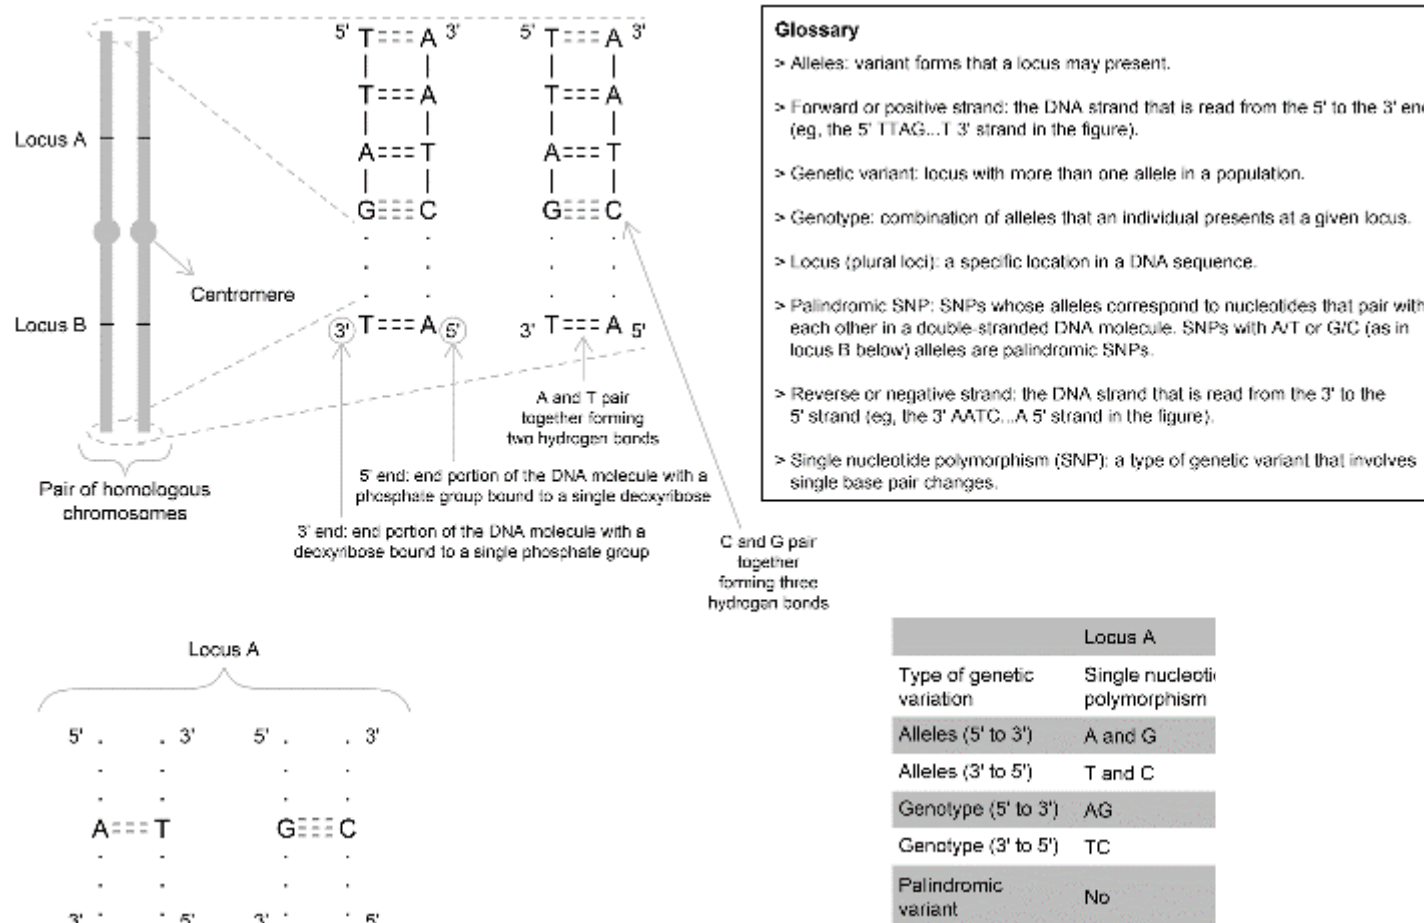 5' T A 3'
5' T A 3'
T A
T A
Locus A
A T
A T
G C
G C
Centromere
Locus B
3' T A 5'
3' T A 5'
A and T pair
together forming
two hydrogen bonds
5' end: end portion of the DNA molecule with a
phosphate group bound to a single deoxyribose
Pair of homologous
chromosomes
3' end: end portion of the DNA molecule with a
deoxyribose bound to a single phosphate group
C and G pair
together
forming three
hydrogen bonds
Glossary
> Alleles: variant forms that a locus may present.
> Forward or positive strand: the DNA strand that is read from the 5' to the 3' end
(eg, the 5' TTAG...T 3' strand in the figure).
> Genetic variant: locus with more than one allele in a population.
> Genotype: combination of alleles that an individual presents at a given locus.
> Locus (plural loci): a specific location in a DNA sequence.
> Palindromic SNP: SNPs whose alleles correspond to nucleotides that pair with
each other in a double-stranded DNA molecule. SNPs with A/T or G/C (as in
locus B below) alleles are palindromic SNPs.
> Reverse or negative strand: the DNA strand that is read from the 3' to the
5' strand (eg, the 3' AATC...A 5' strand in the figure).
> Single nucleotide polymorphism (SNP): a type of genetic variant that involves
single base pair changes.
Locus A
5' 3' 5' 3'
A T G C
3' 5' 3' 5'
Locus A
Type of genetic
variation
Single nucleoti
polymorphism
Alleles (5' to 3') A and G
Alleles (3' to 5') T and C
Genotype (5' to 3') AG
Genotype (3' to 5') TC
Palindromic
variant
No